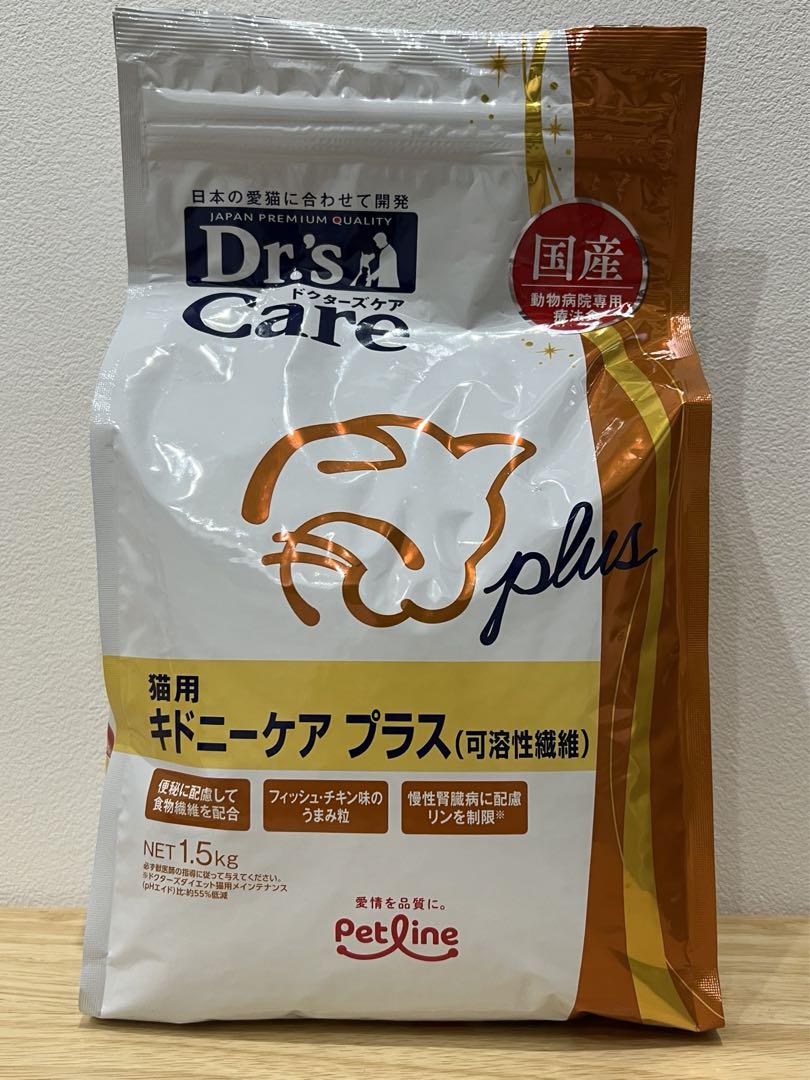 日本の愛猫に合わせて開発
JAPAN PREMIUM QUALITY
Dr.'s
ドクターズケア
Care
国産
動物病院専用
療法食
plus
猫用
キドニーケア プラス(可溶性繊維)
便秘に配慮して
食物繊維を配合
フィッシュ・チキン味の
うまみ粒
慢性腎臓病に配慮
リンを制限※
NET 1.5kg
必ず獣医師の指導に従って与えてください。
※ドクターズダイエット猫用メインテナンス
(pHエイド)比:約55%低減
愛情を品質に。
Petline